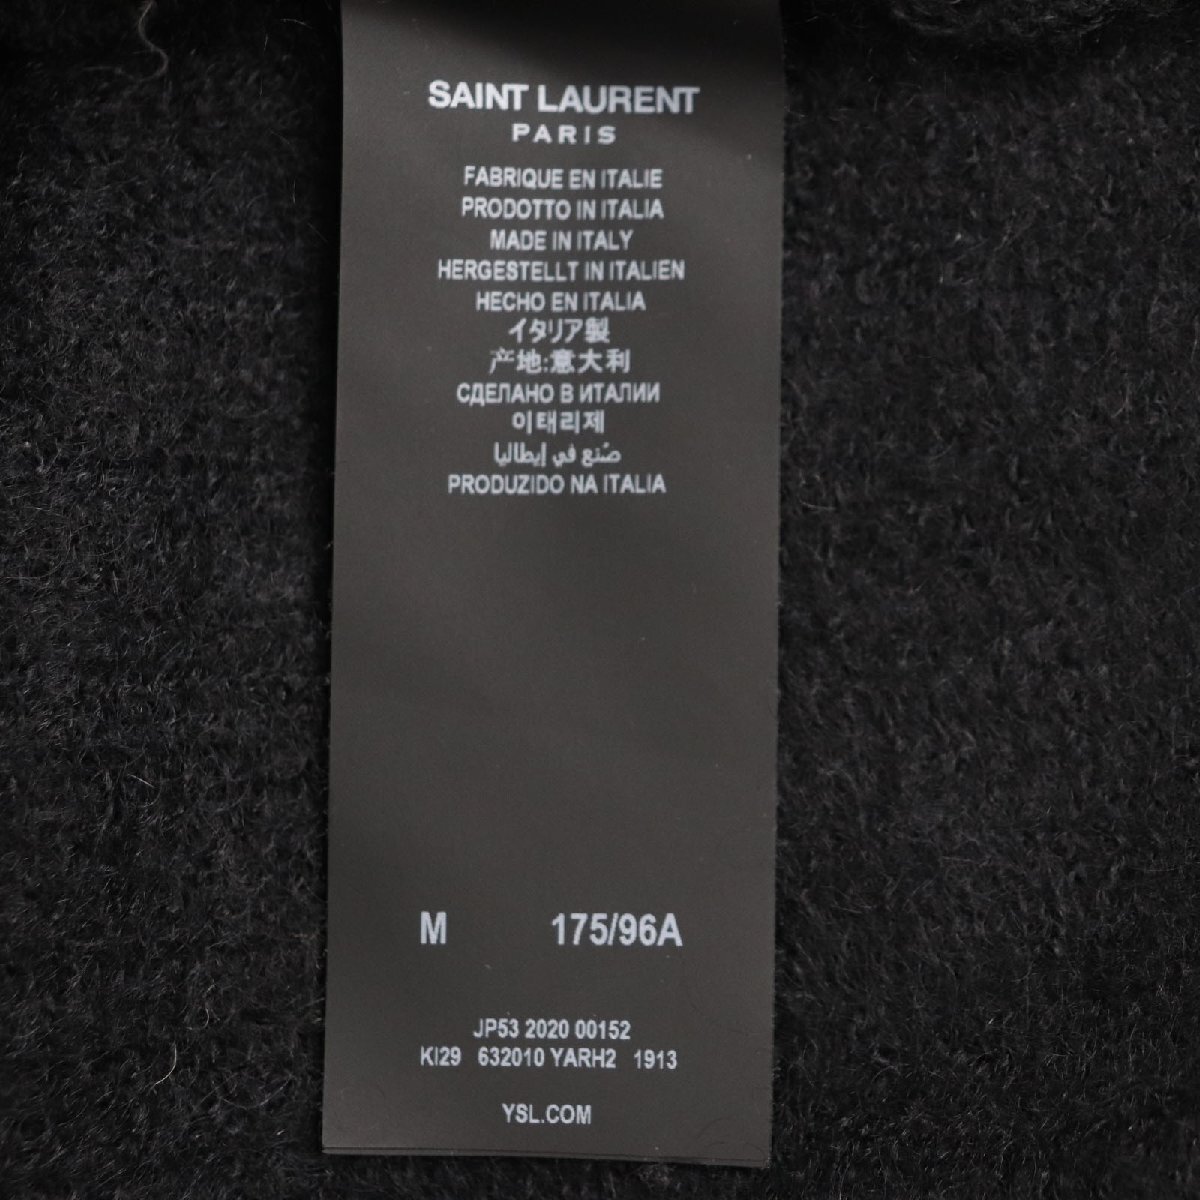 SAINT LAURENT
PARIS
FABRIQUE EN ITALIE
PRODOTTO IN ITALIA
MADE IN ITALY
HERGESTELLT IN ITALIEN
HECHO EN ITALIA
イタリア製
产地:意大利
СДЕЛАНО В ИТАЛИИ
이태리제
صُنع في إيطاليا
PRODUZIDO NA ITALIA
M 175/96A
JP53 2020 00152
KI29 632010 YARH2 1913
YSL.COM